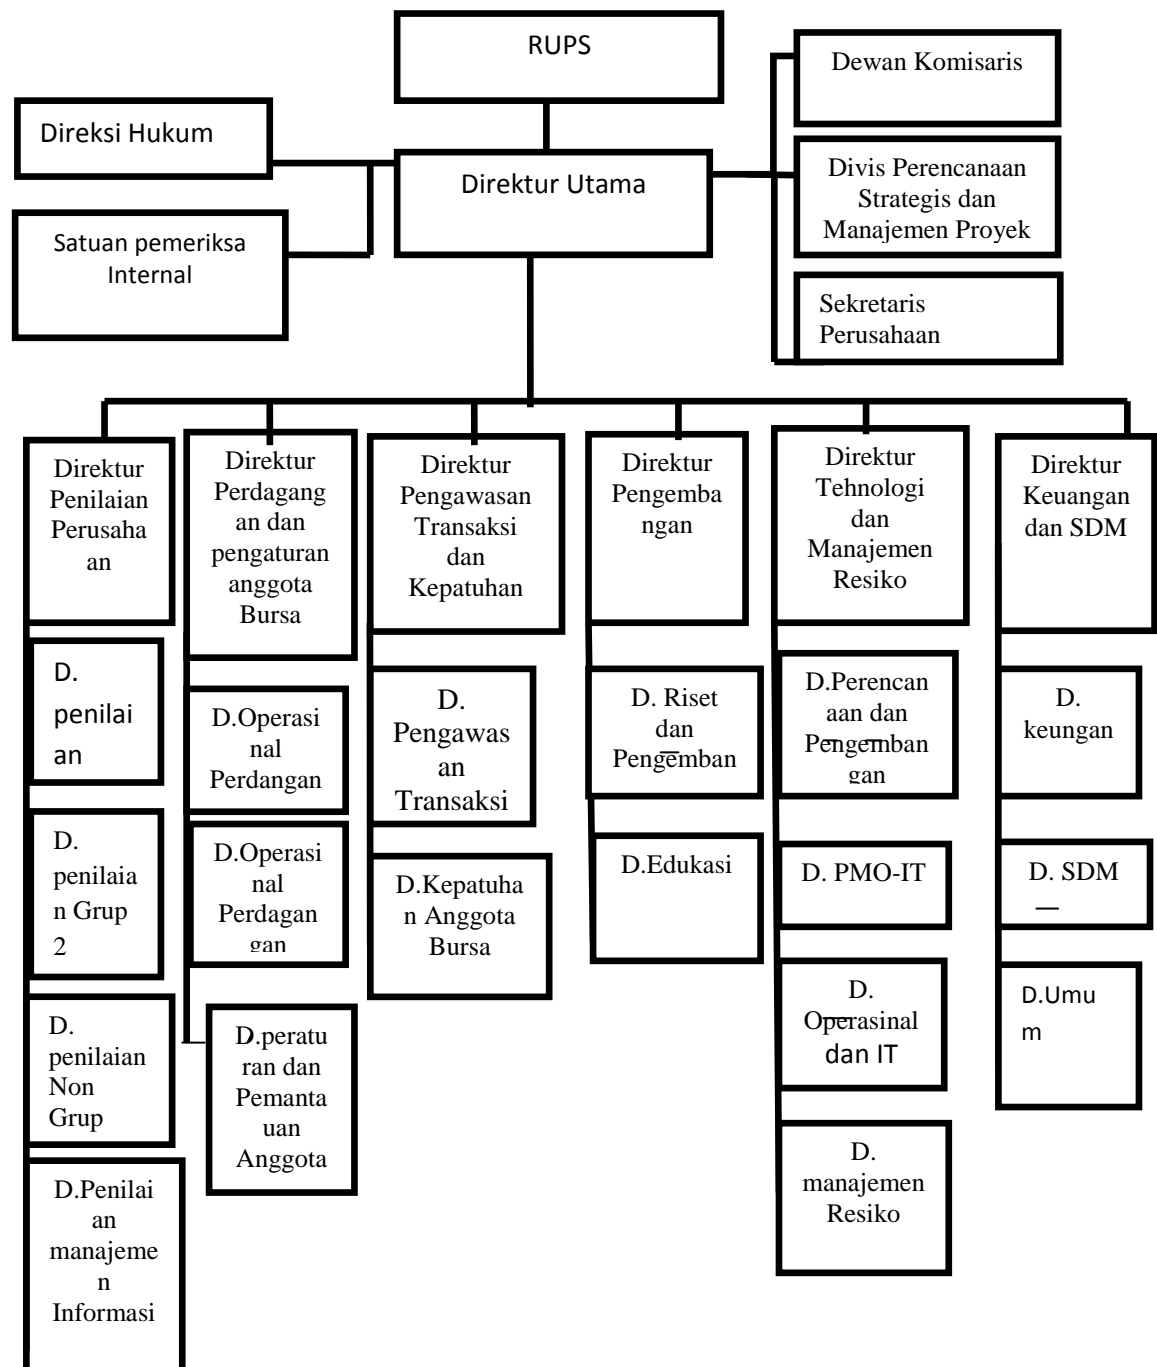 RUPS
Dewan Komisaris
Direksi Hukum
Direktur Utama
Divis Perencanaan
Strategis dan
Manajemen Proyek
Satuan pemeriksa
Internal
Sekretaris
Perusahaan
Direktur
Penilaian
Perusaha
an
Direktur
Perdagang
an dan
pengaturan
anggota
Bursa
Direktur
Pengawasan
Transaksi
dan
Kepatuhan
Direktur
Pengemba
ngan
Direktur
Tehnologi
dan
Manajemen
Resiko
Direktur
Keuangan
dan SDM
D.
penilai
an
D.Operasi
nal
Perdangan
D.
Pengawas
an
Transaksi
D. Riset
dan
Pengemban
D.Perencan
aan dan
Pengemban
gan
D.
keungan
D.
penilaia
n Grup
2
D.Operasi
nal
Perdagan
gan
D.Kepatuha
n Anggota
Bursa
D.Edukasi
D. PMO-IT
D. SDM
D.
penilaian
Non
Grup
D.peratu
ran dan
Pemanta
uan
Anggota
D.
Operasinal
dan IT
D.Umu
m
D.Penilai
an
manajeme
n
Informasi
D.
manajemen
Resiko